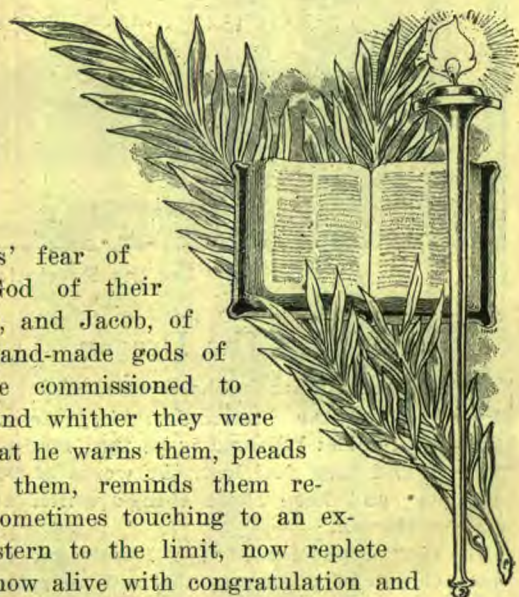 s' fear of
God of their
, and Jacob, of
and-made gods of
e commissioned to
nd whither they were
at he warns them, pleads
them, reminds them re-
ometimes touching to an ex-
stern to the limit, now replete
now alive with congratulation and